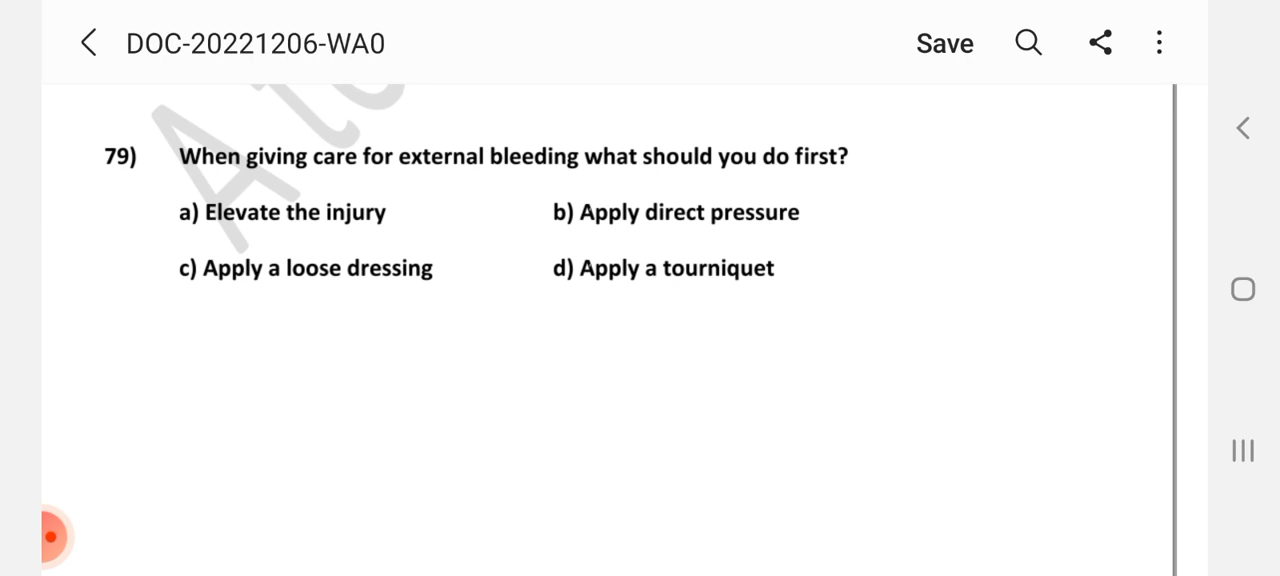 DOC-20221206-WA0
Save
79) When giving care for external bleeding what should you do first?
a) Elevate the injury b) Apply direct pressure
c) Apply a loose dressing d) Apply a tourniquet